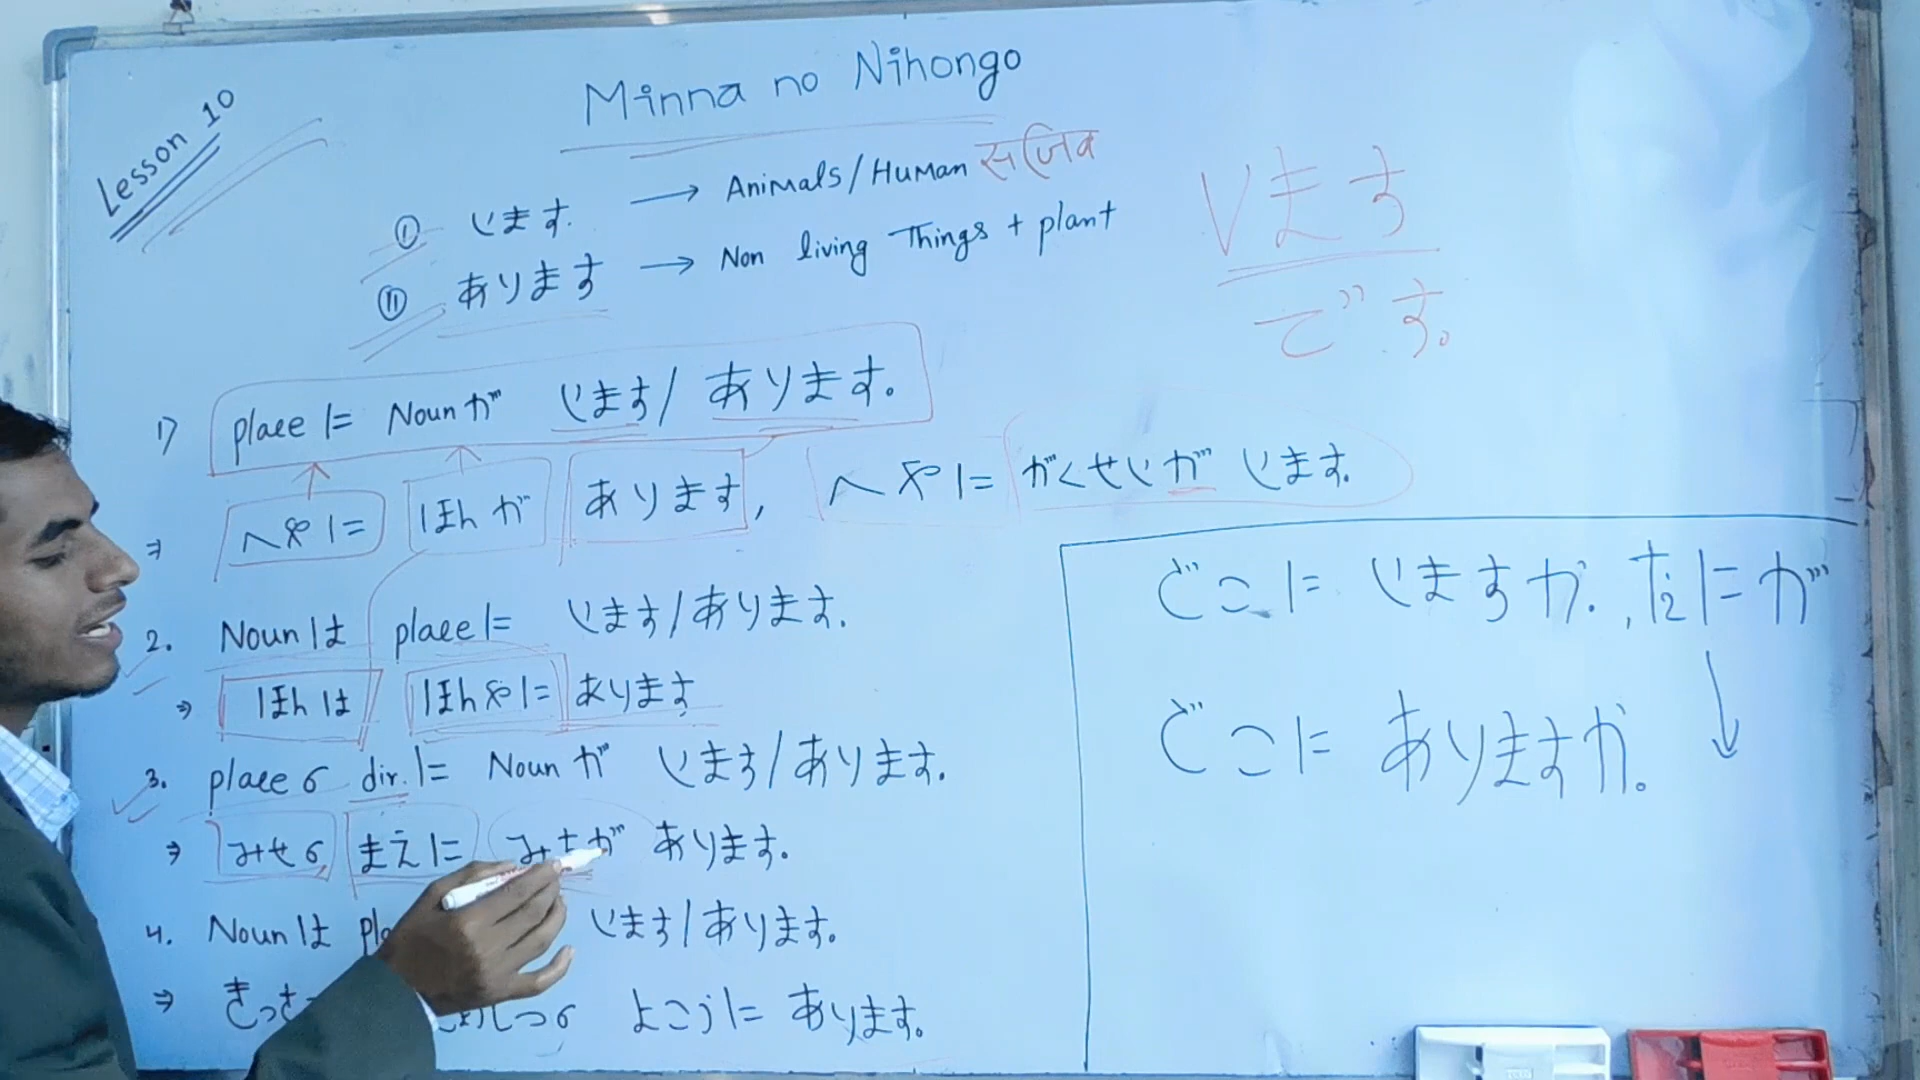 Minna no Nihongo
Lesson 10
① います. → Animals/Human सजिव
② あります → Non living Things + plant
います
です。
1) place に Noun が います/ あります。
⇒ へやに ほんが あります, へやに がくせいが います.
2. Noun は place に います/あります.
⇒ ほんは ほんやに あります
3. place の dir. に Noun が います/あります.
⇒ みせの まえに みちが あります.
4. Noun は います/あります.
⇒ の よこうに あります.
どこに いますか. , なにが
どこに ありますか.